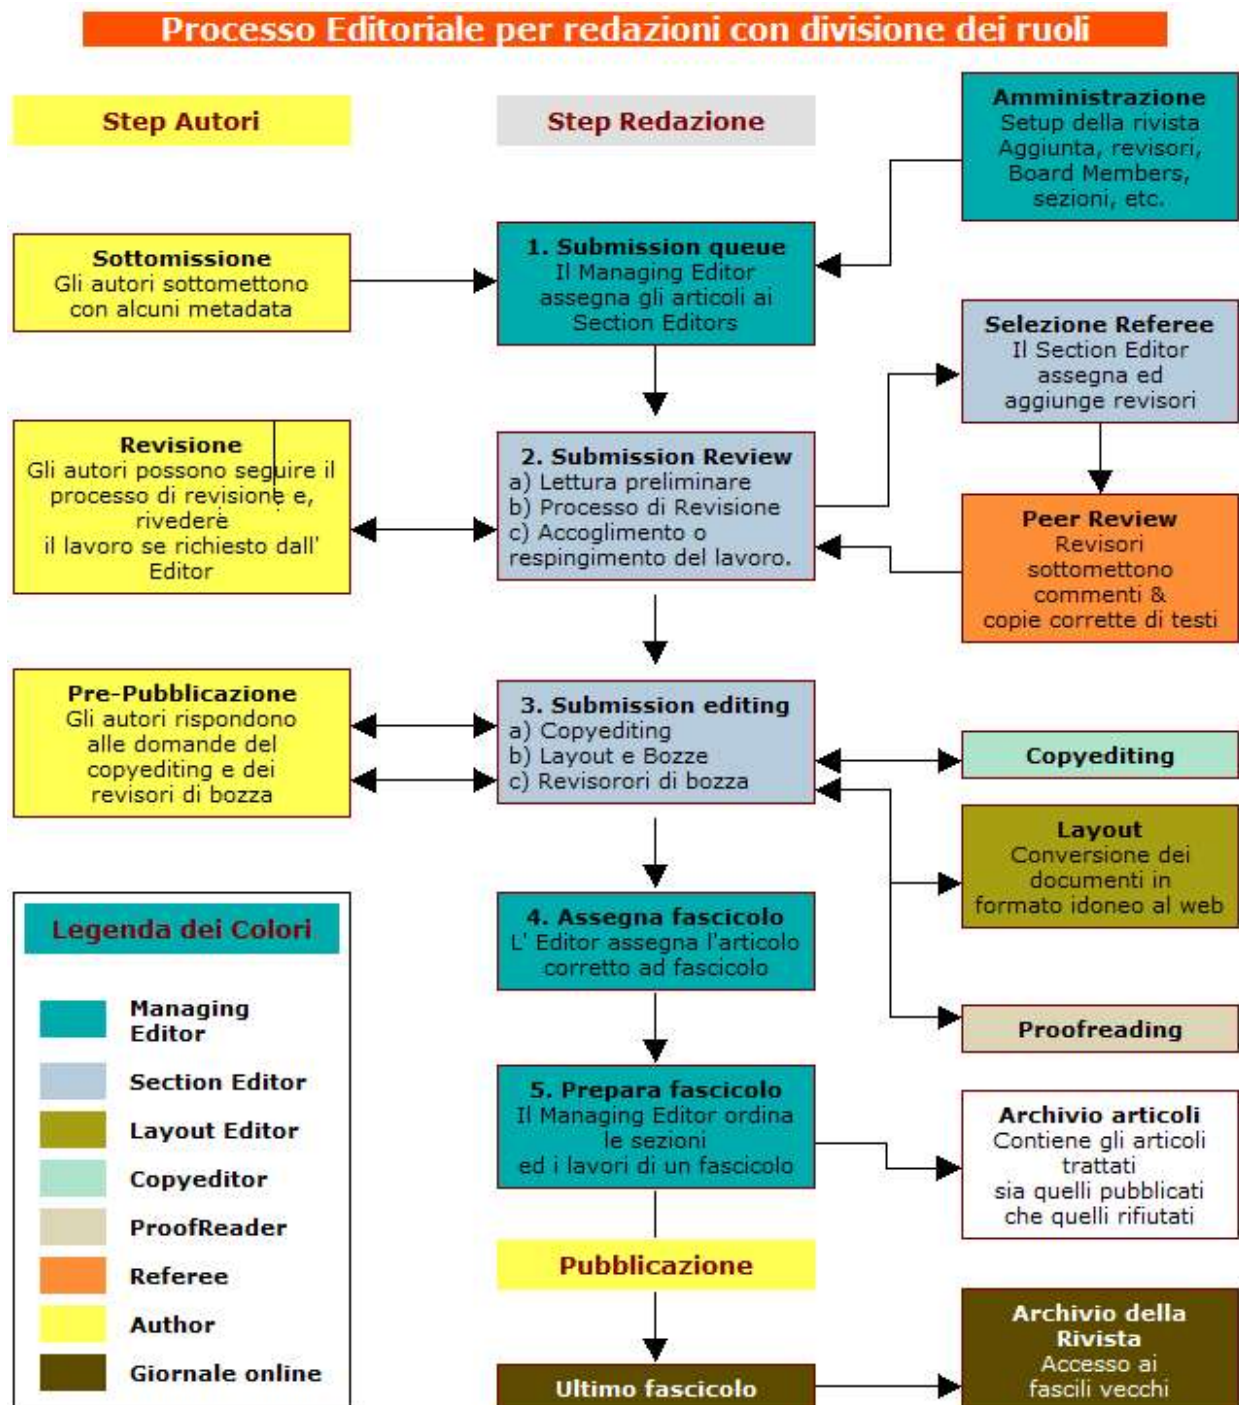 Processo Editoriale per redazioni con divisione dei ruoli
Step Autori
Step Redazione
Amministrazione
Setup della rivista
Aggiunta, revisori,
Board Members,
sezioni, etc.
Sottomissione
Gli autori sottomettono
con alcuni metadata
1. Submission queue
Il Managing Editor
assegna gli articoli ai
Section Editors
Selezione Referee
Il Section Editor
assegna ed
aggiunge revisori
Revisione
Gli autori possono seguire il
processo di revisione e,
rivedere
il lavoro se richiesto dall'
Editor
2. Submission Review
a) Lettura preliminare
b) Processo di Revisione
c) Accoglimento o
respingimento del lavoro.
Peer Review
Revisori
sottomettono
commenti &
copie corrette di testi
Pre-Pubblicazione
Gli autori rispondono
alle domande del
copyediting e dei
revisori di bozza
3. Submission editing
a) Copyediting
b) Layout e Bozze
c) Revisorori di bozza
Copyediting
Layout
Conversione dei
documenti in
formato idoneo al web
4. Assegna fascicolo
L' Editor assegna l'articolo
corretto ad fascicolo
Proofreading
5. Prepara fascicolo
Il Managing Editor ordina
le sezioni
ed i lavori di un fascicolo
Archivio articoli
Contiene gli articoli
trattati
sia quelli pubblicati
che quelli rifiutati
Pubblicazione
Ultimo fascicolo
Archivio della
Rivista
Accesso ai
fascili vecchi
Legenda dei Colori
Managing
Editor
Section Editor
Layout Editor
Copyeditor
ProofReader
Referee
Author
Giornale online